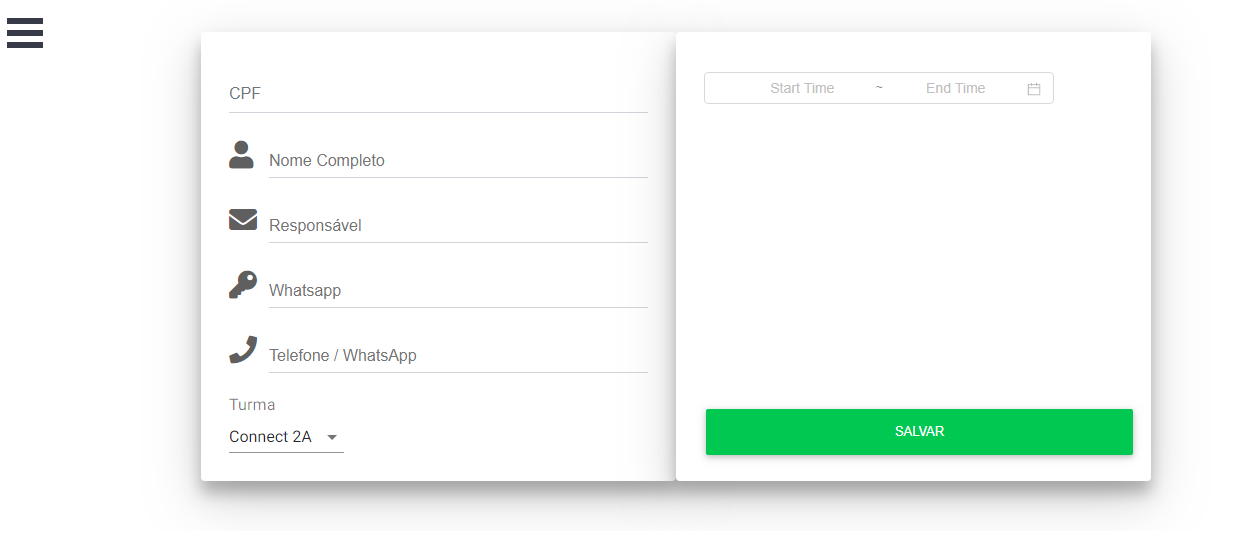 CPF
Nome Completo
Responsável
Whatsapp
Telefone / WhatsApp
Turma
Connect 2A
Start Time ~ End Time
SALVAR